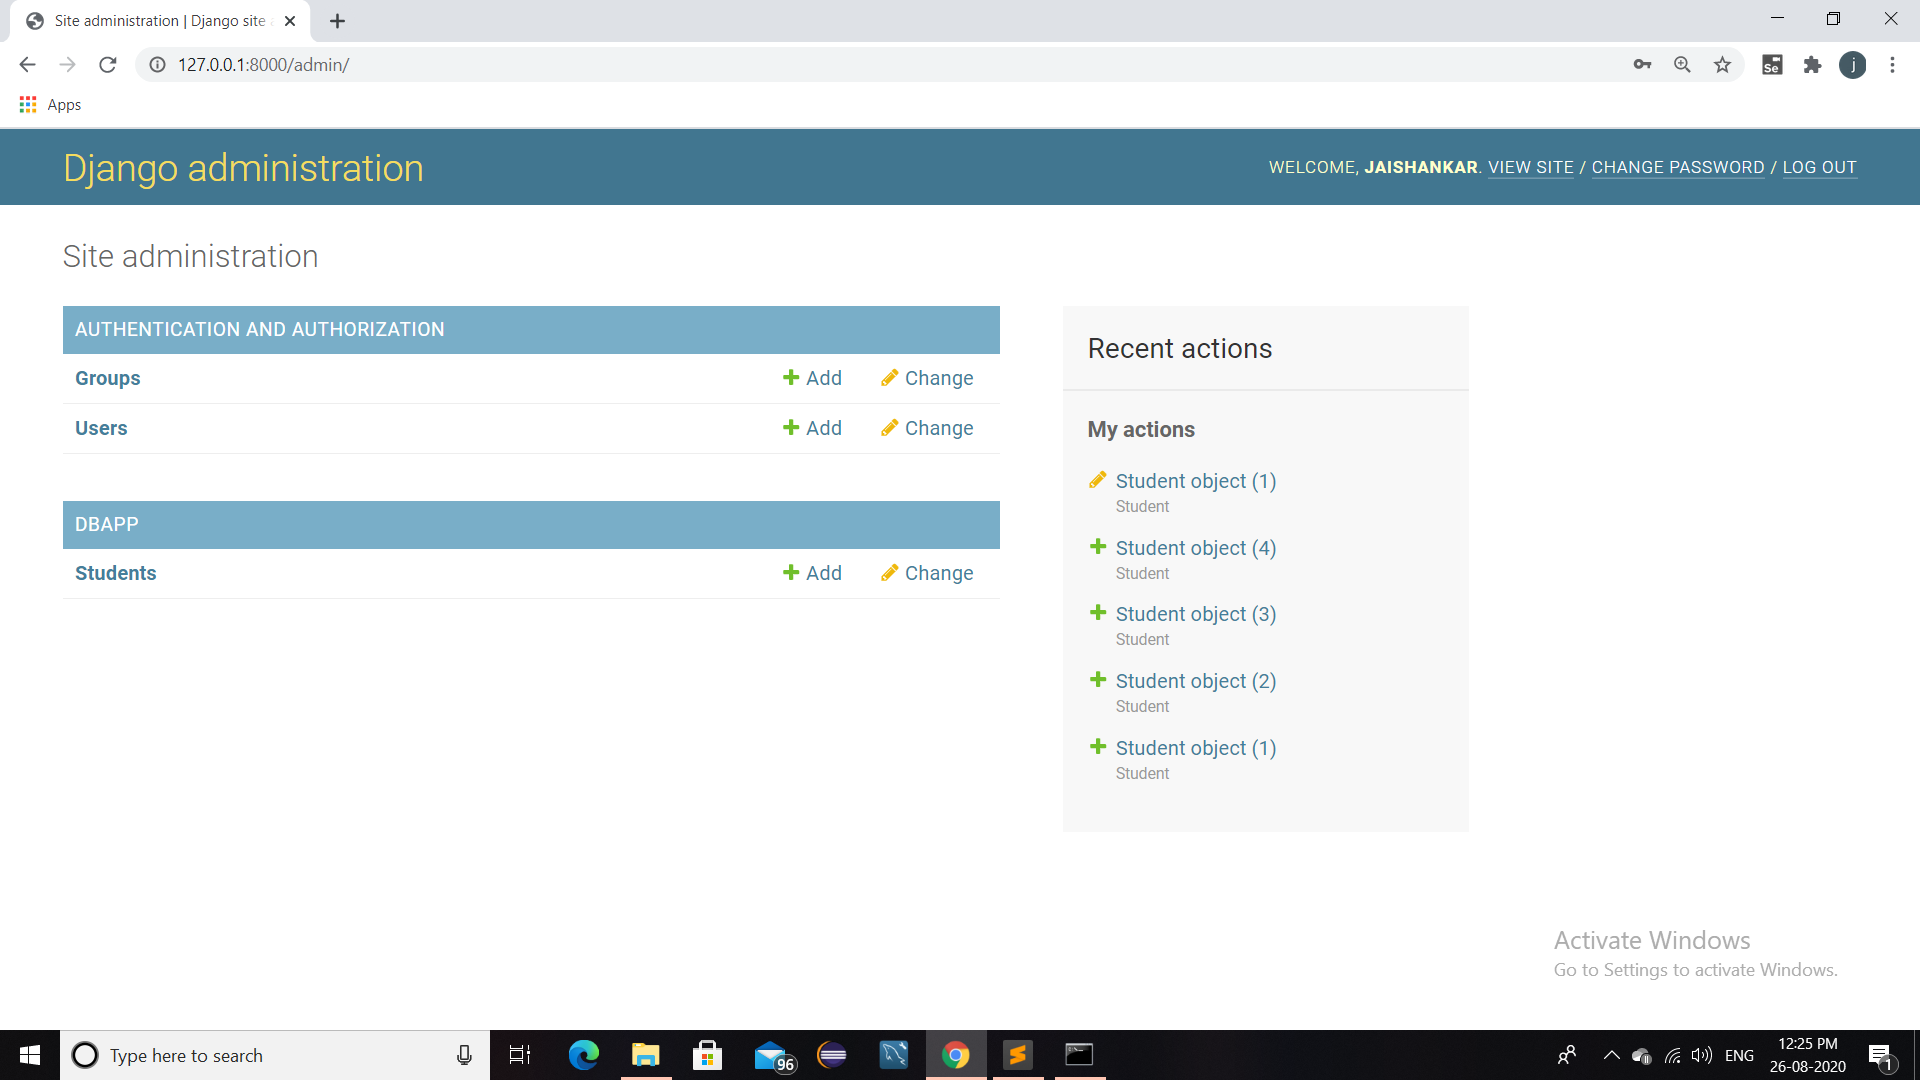 Site administration | Django site
127.0.0.1:8000/admin/
Se
j
Apps
Django administration
WELCOME, JAISHANKAR. VIEW SITE / CHANGE PASSWORD / LOG OUT
Site administration
AUTHENTICATION AND AUTHORIZATION
Groups Add Change
Users Add Change
DBAPP
Students Add Change
Recent actions
My actions
Student object (1)
Student
Student object (4)
Student
Student object (3)
Student
Student object (2)
Student
Student object (1)
Student
Activate Windows
Go to Settings to activate Windows.
Type here to search
96
ENG
12:25 PM
26-08-2020
1